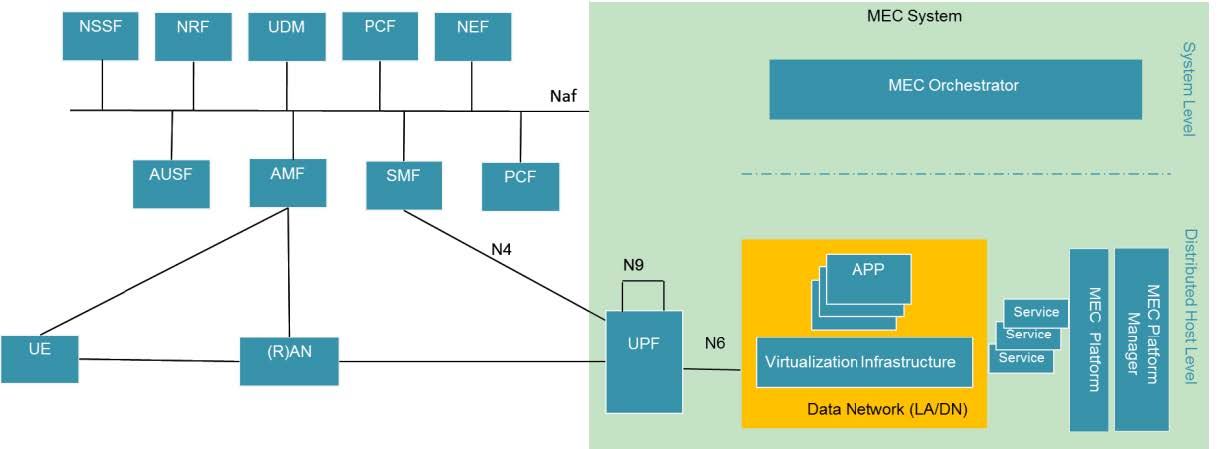 MEC System
NSSF
NRF
UDM
PCF
NEF
MEC Orchestrator
System Level
Naf
AUSF
AMF
SMF
PCF
N4
N9
UE
(R)AN
UPF
N6
APP
Virtualization Infrastructure
Data Network (LA/DN)
Service
Service
Service
MEC Platform
MEC Platform
Manager
Distributed Host Level